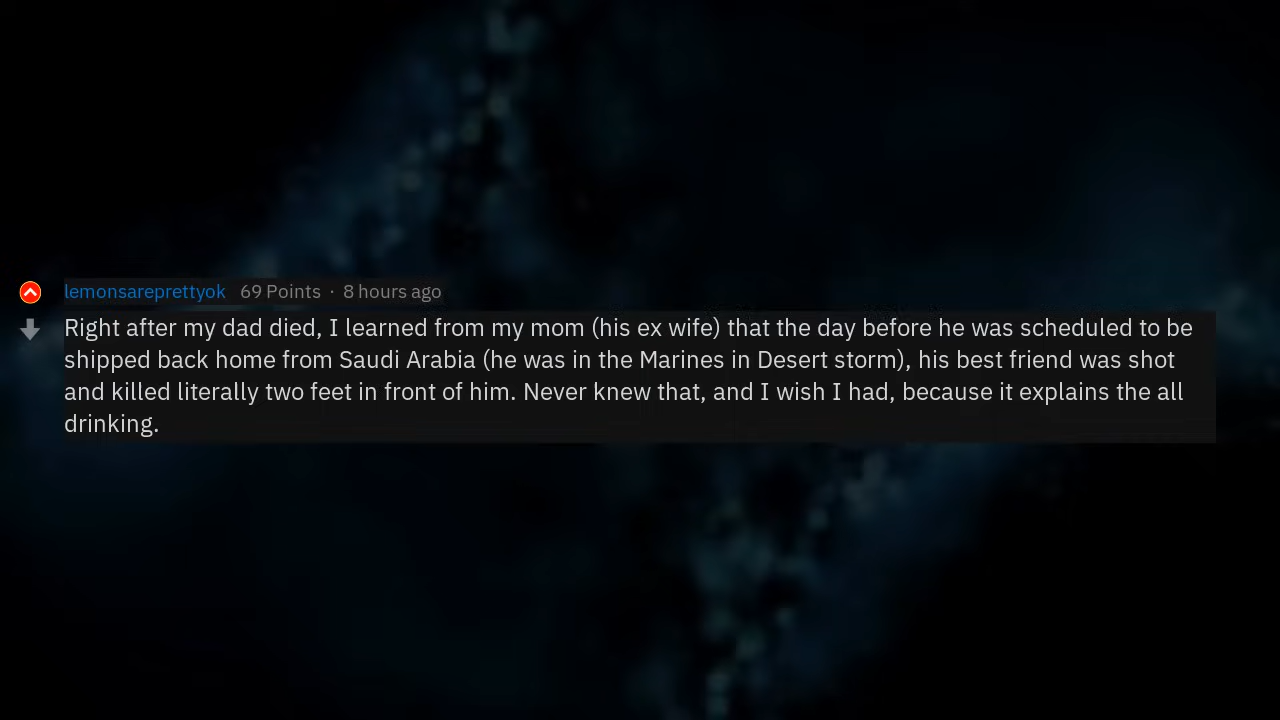 lemonsareprettyok 69 Points · 8 hours ago
Right after my dad died, I learned from my mom (his ex wife) that the day before he was scheduled to be
shipped back home from Saudi Arabia (he was in the Marines in Desert storm), his best friend was shot
and killed literally two feet in front of him. Never knew that, and I wish I had, because it explains the all
drinking.